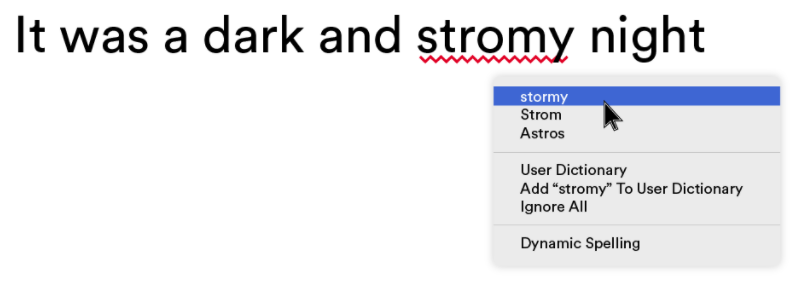 It was a dark and stromy night
stormy
Strom
Astros
User Dictionary
Add “stromy” To User Dictionary
Ignore All
Dynamic Spelling